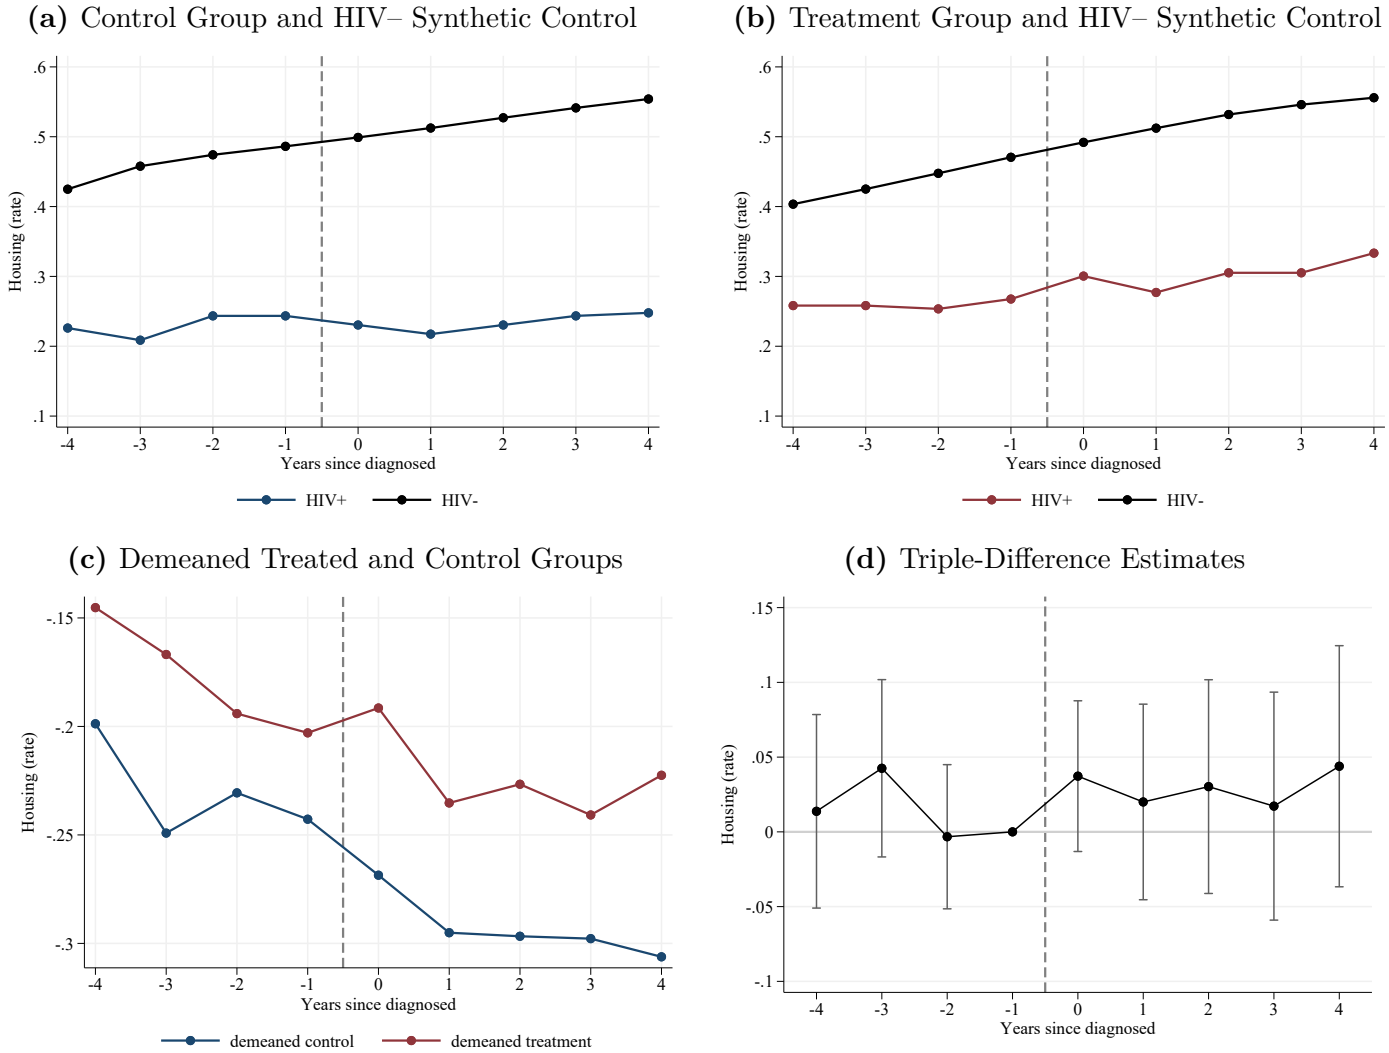 (a) Control Group and HIV– Synthetic Control
Housing (rate)
.6
.5
.4
.3
.2
.1
-4 -3 -2 -1 0 1 2 3 4
Years since diagnosed
HIV+ HIV-
(b) Treatment Group and HIV– Synthetic Control
Housing (rate)
.6
.5
.4
.3
.2
.1
-4 -3 -2 -1 0 1 2 3 4
Years since diagnosed
HIV+ HIV-
(c) Demeaned Treated and Control Groups
Housing (rate)
-.15
-.2
-.25
-.3
-4 -3 -2 -1 0 1 2 3 4
Years since diagnosed
demeaned control demeaned treatment
(d) Triple-Difference Estimates
Housing (rate)
.15
.1
.05
0
-.05
-.1
-4 -3 -2 -1 0 1 2 3 4
Years since diagnosed